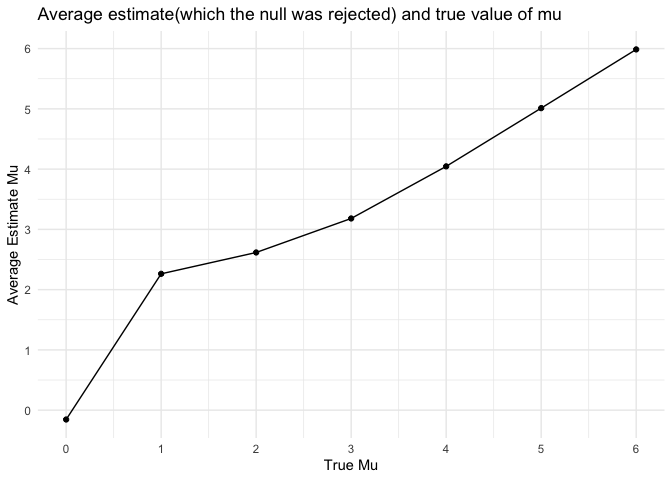 Average estimate(which the null was rejected) and true value of mu
6
5
4
3
2
1
0
Average Estimate Mu
0 1 2 3 4 5 6
True Mu